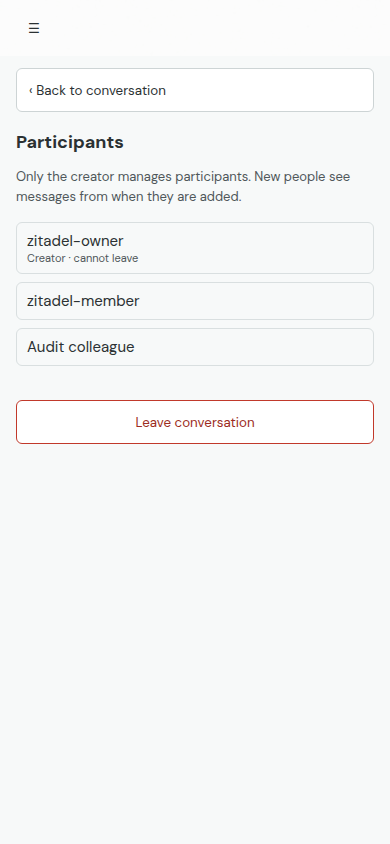 ☰
‹ Back to conversation
Participants
Only the creator manages participants. New people see
messages from when they are added.
zitadel-owner
Creator · cannot leave
zitadel-member
Audit colleague
Leave conversation